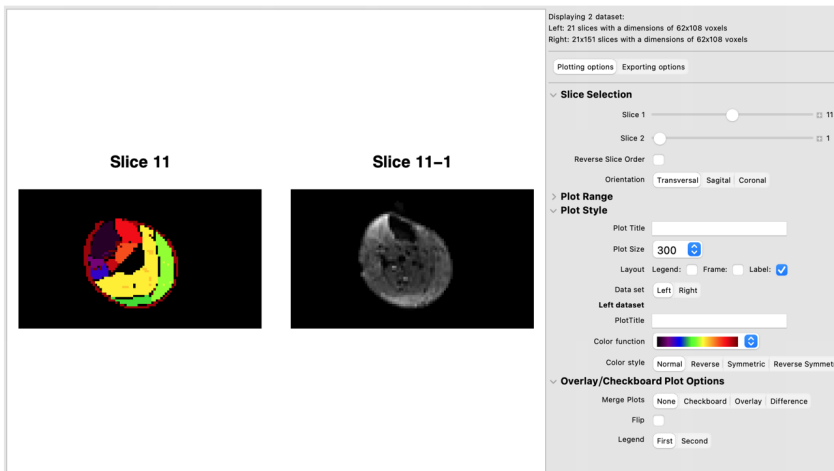 Slice 11
Slice 11-1
Displaying 2 dataset:
Left: 21 slices with a dimensions of 62x108 voxels
Right: 21x151 slices with a dimensions of 62x108 voxels
Plotting options Exporting options
Slice Selection
Slice 1 11
Slice 2 1
Reverse Slice Order
Orientation Transversal Sagital Coronal
Plot Range
Plot Style
Plot Title
Plot Size 300
Layout Legend: Frame: Label:
Data set Left Right
Left dataset
PlotTitle
Color function
Color style Normal Reverse Symmetric Reverse Symmet
Overlay/Checkboard Plot Options
Merge Plots None Checkboard Overlay Difference
Flip
Legend First Second